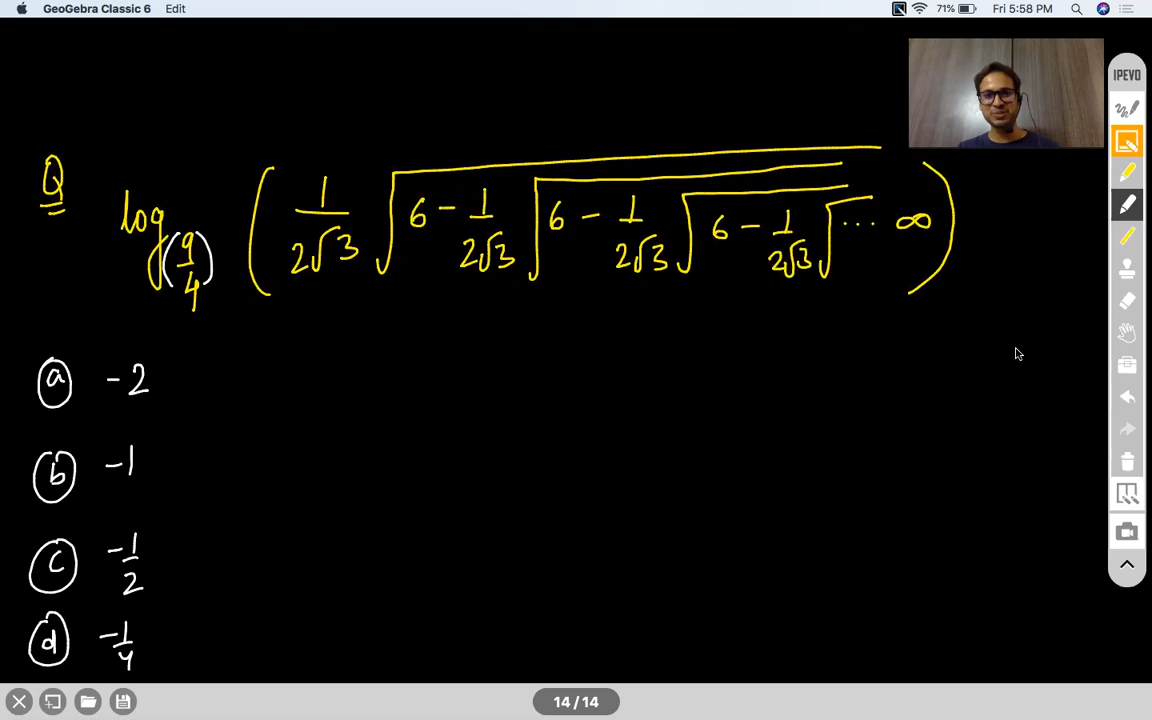 GeoGebra Classic 6 Edit 71% Fri 5:58 PM
IPEVO
Q log(9/4) ( 1/2√3 √6 - 1/2√3 √6 - 1/2√3 √6 - 1/2√3 √... ∞ )
a -2
b -1
c -1/2
d -1/4
14/14